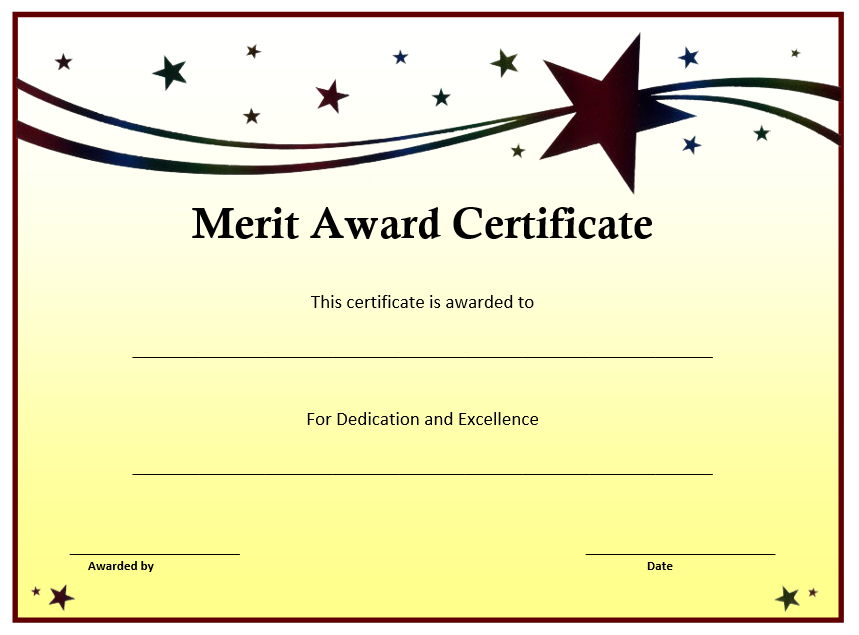 Merit Award Certificate
This certificate is awarded to
For Dedication and Excellence
Awarded by
Date